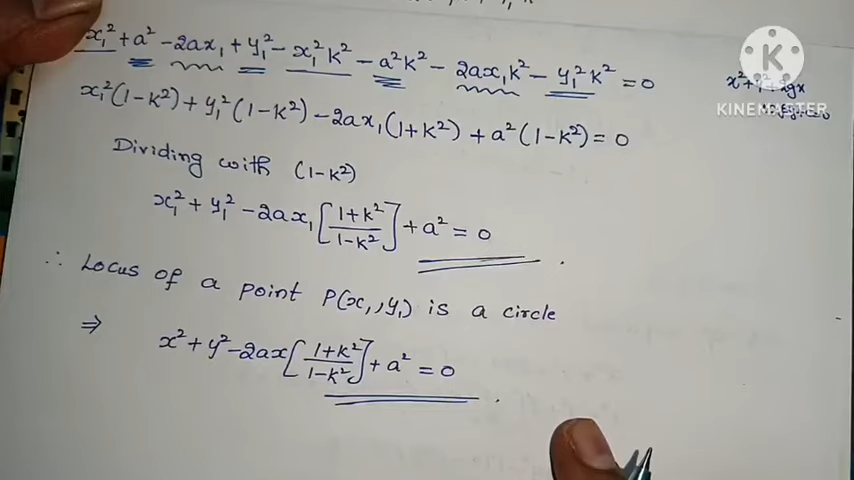 x₁² + a² - 2ax₁ + y₁² - x₁²k² - a²k² - 2ax₁k² - y₁²k² = 0
x₁²(1-k²) + y₁²(1-k²) - 2ax₁(1+k²) + a²(1-k²) = 0
Dividing with (1-k²)
x₁² + y₁² - 2ax₁[(1+k²)/(1-k²)] + a² = 0
∴ Locus of a point P(x₁,y₁) is a circle
⇒ x² + y² - 2ax[(1+k²)/(1-k²)] + a² = 0
K
KINEMASTER